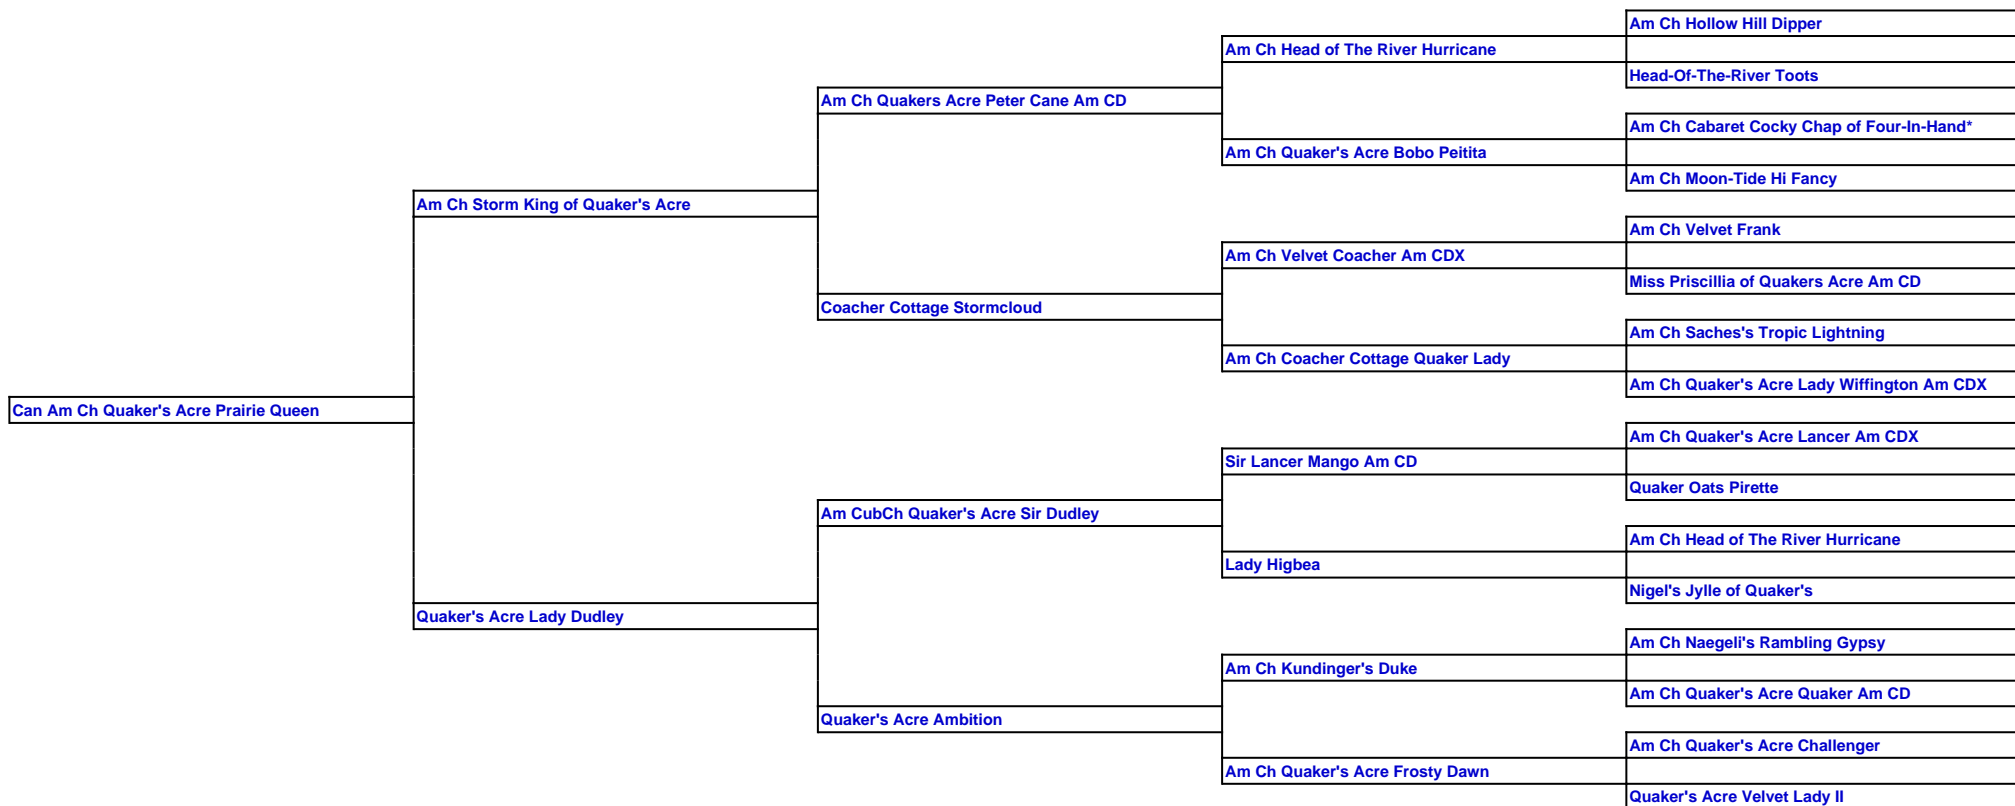 Am Ch Hollow Hill Dipper
Am Ch Head of The River Hurricane
Head-Of-The-River Toots
Am Ch Quakers Acre Peter Cane Am CD
Am Ch Cabaret Cocky Chap of Four-In-Hand*
Am Ch Quaker's Acre Bobo Peitita
Am Ch Moon-Tide Hi Fancy
Am Ch Storm King of Quaker's Acre
Am Ch Velvet Frank
Am Ch Velvet Coacher Am CDX
Miss Priscillia of Quakers Acre Am CD
Coacher Cottage Stormcloud
Am Ch Saches's Tropic Lightning
Am Ch Coacher Cottage Quaker Lady
Am Ch Quaker's Acre Lady Wiffington Am CDX
Can Am Ch Quaker's Acre Prairie Queen
Am Ch Quaker's Acre Lancer Am CDX
Sir Lancer Mango Am CD
Quaker Oats Pirette
Am CubCh Quaker's Acre Sir Dudley
Am Ch Head of The River Hurricane
Lady Higbea
Nigel's Jylle of Quaker's
Quaker's Acre Lady Dudley
Am Ch Naegeli's Rambling Gypsy
Am Ch Kundinger's Duke
Am Ch Quaker's Acre Quaker Am CD
Quaker's Acre Ambition
Am Ch Quaker's Acre Challenger
Am Ch Quaker's Acre Frosty Dawn
Quaker's Acre Velvet Lady II